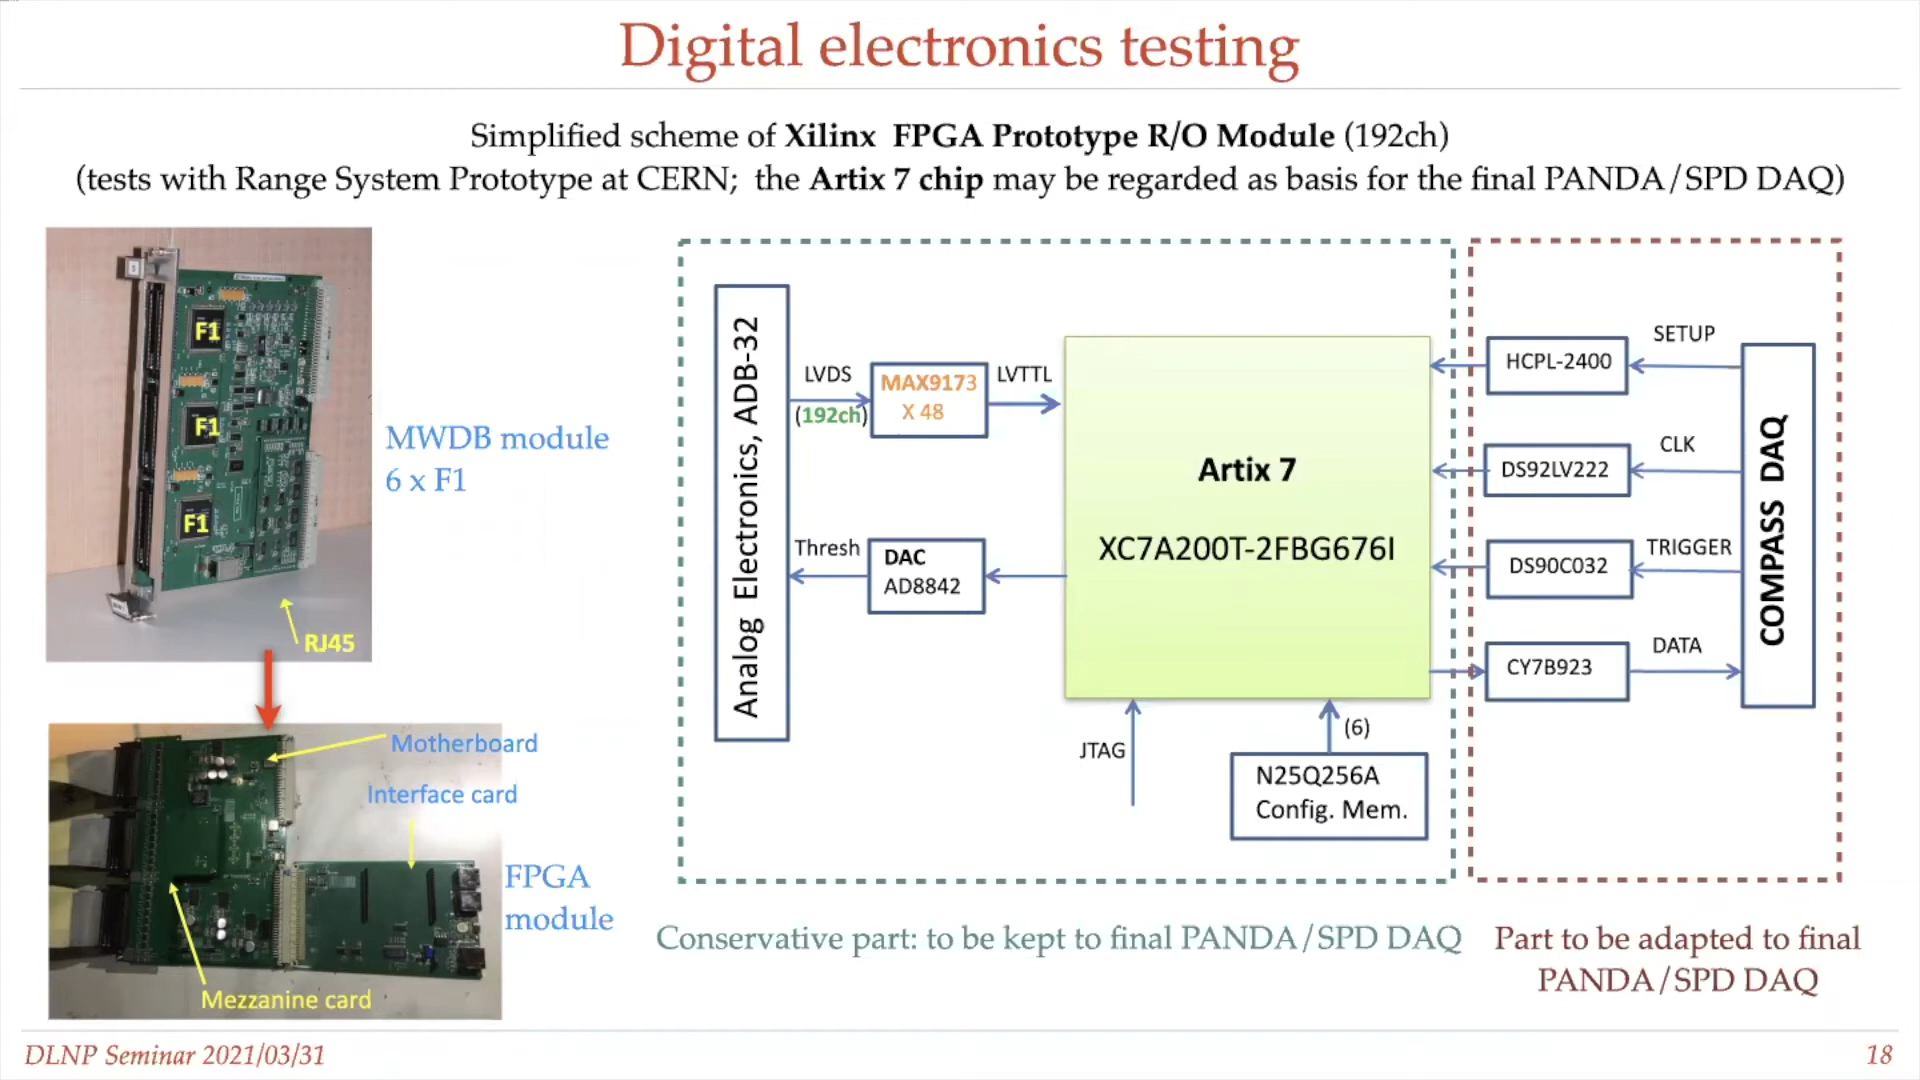 Digital electronics testing
Simplified scheme of Xilinx FPGA Prototype R/O Module (192ch)
(tests with Range System Prototype at CERN; the Artix 7 chip may be regarded as basis for the final PANDA/SPD DAQ)
F1
F1
F1
RJ45
MWDB module
6 x F1
Motherboard
Interface card
Mezzanine card
FPGA
module
Analog Electronics, ADB-32
LVDS
(192ch)
MAX9173
X 48
LVTTL
Thresh
DAC
AD8842
Artix 7
XC7A200T-2FBG676I
JTAG
(6)
N25Q256A
Config. Mem.
HCPL-2400
SETUP
DS92LV222
CLK
DS90C032
TRIGGER
CY7B923
DATA
COMPASS DAQ
Conservative part: to be kept to final PANDA/SPD DAQ
Part to be adapted to final
PANDA/SPD DAQ
DLNP Seminar 2021/03/31
18